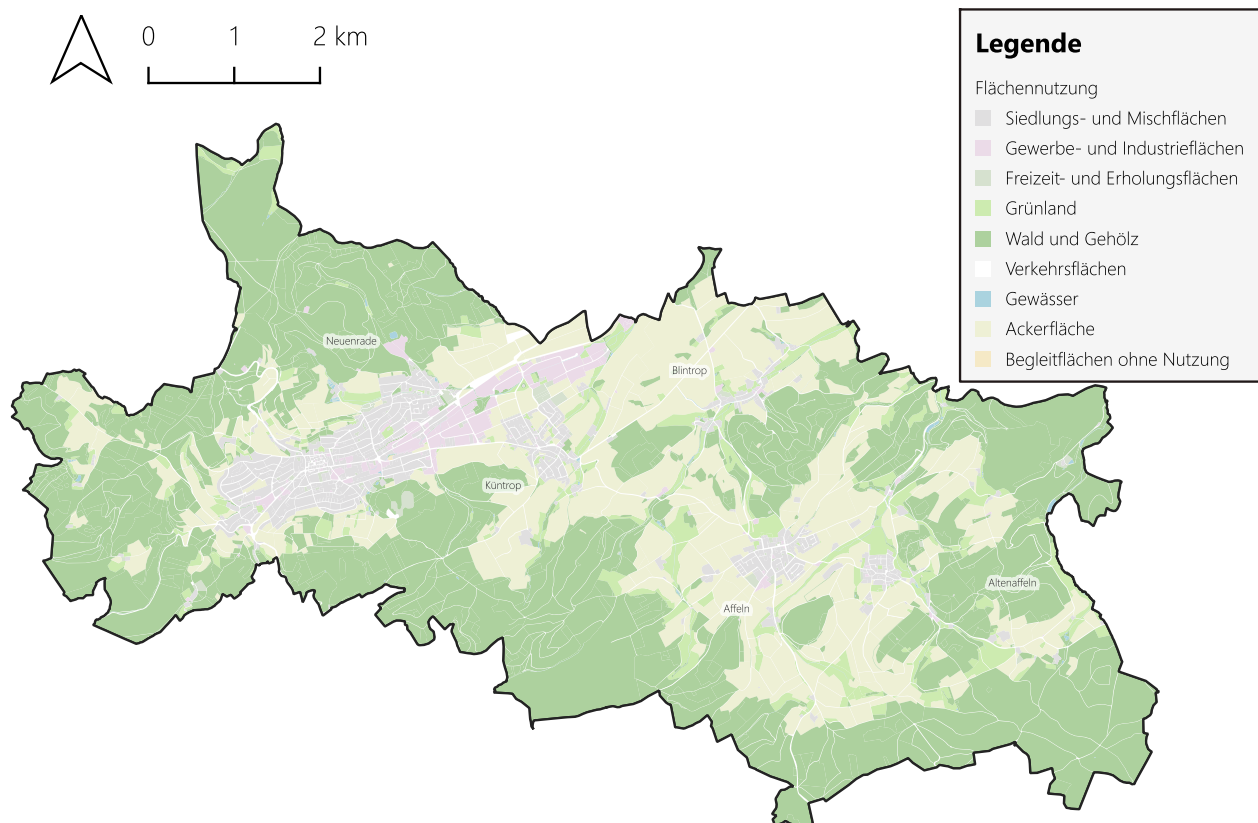 0 1 2 km
Legende
Flächennutzung
Siedlungs- und Mischflächen
Gewerbe- und Industrieflächen
Freizeit- und Erholungsflächen
Grünland
Wald und Gehölz
Verkehrsflächen
Gewässer
Ackerfläche
Begleitflächen ohne Nutzung
Neuenrade
Blintrop
Küntrop
Altenaffeln
Affeln